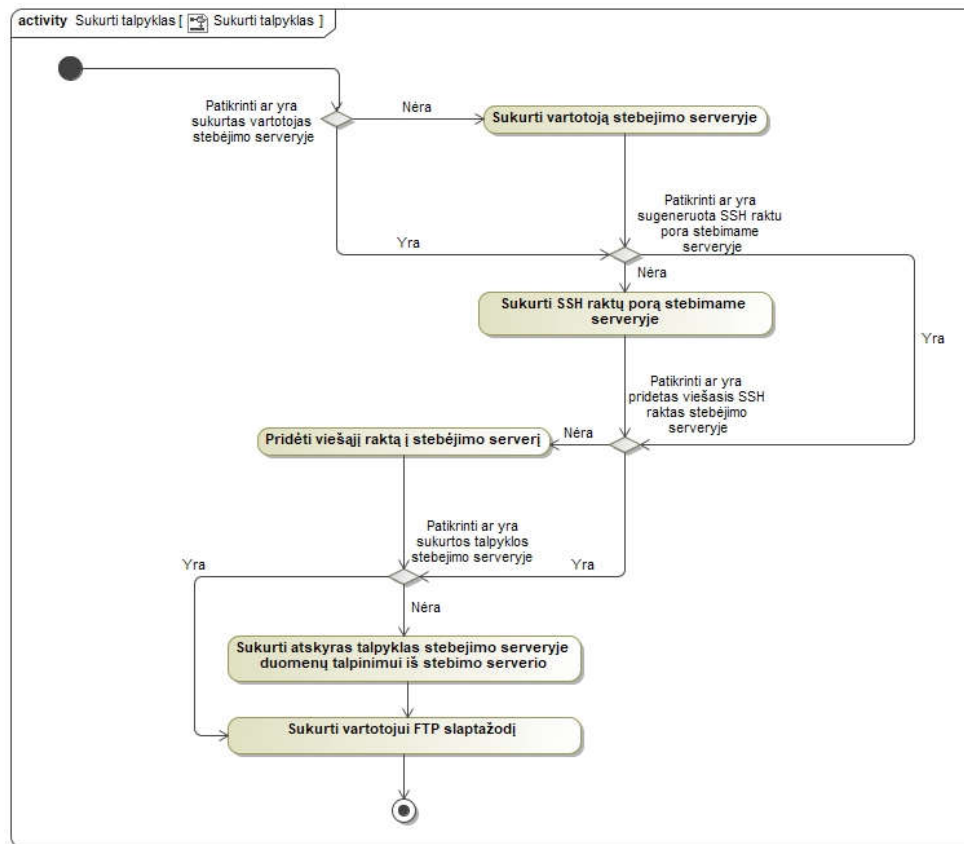 activity Sukurti talpyklas [ Sukurti talpyklas ]
Patikrinti ar yra
sukurtas vartotojas
stebėjimo serveryje
Nėra
Sukurti vartotoją stebejimo serveryje
Patikrinti ar yra
sugeneruota SSH raktu
pora stebimame
serveryje
Yra
Nėra
Sukurti SSH raktų porą stebimame
serveryje
Yra
Patikrinti ar yra
pridetas viešasis SSH
raktas stebėjimo
serveryje
Pridėti viešąjį raktą į stebėjimo serverį
Nėra
Patikrinti ar yra
sukurtos talpyklos
stebejimo serveryje
Yra
Yra
Nėra
Sukurti atskyras talpyklas stebejimo serveryje
duomenų talpinimui iš stebimo serverio
Sukurti vartotojui FTP slaptažodį